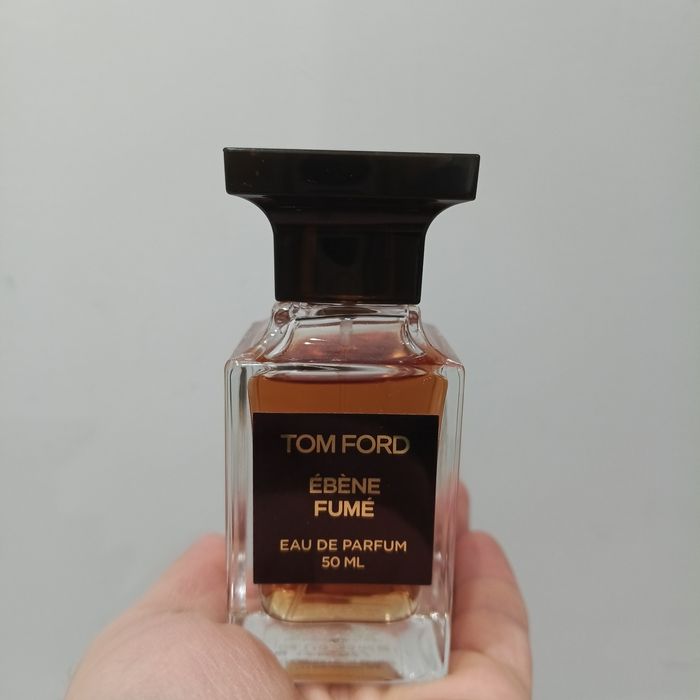 TOM FORD
ÉBÈNE
FUMÉ
EAU DE PARFUM
50 ML